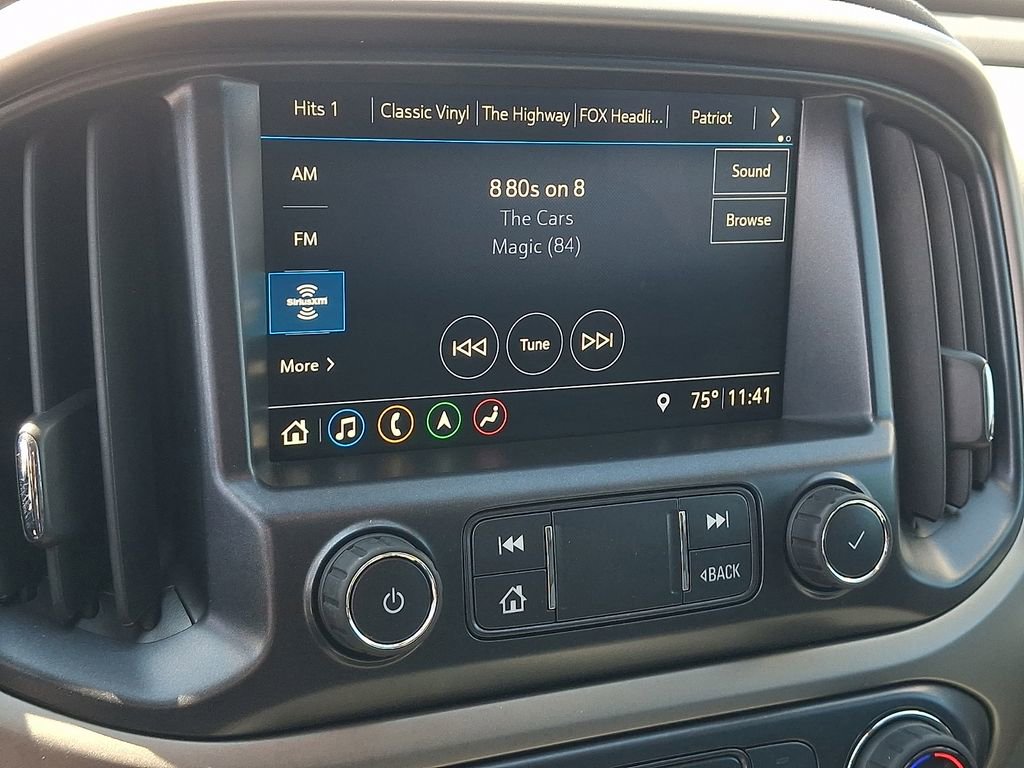 Hits 1 Classic Vinyl The Highway FOX Headli... Patriot
AM
FM
SiriusXM
More
8 80s on 8
The Cars
Magic (84)
Sound
Browse
Tune
75° 11:41
BACK